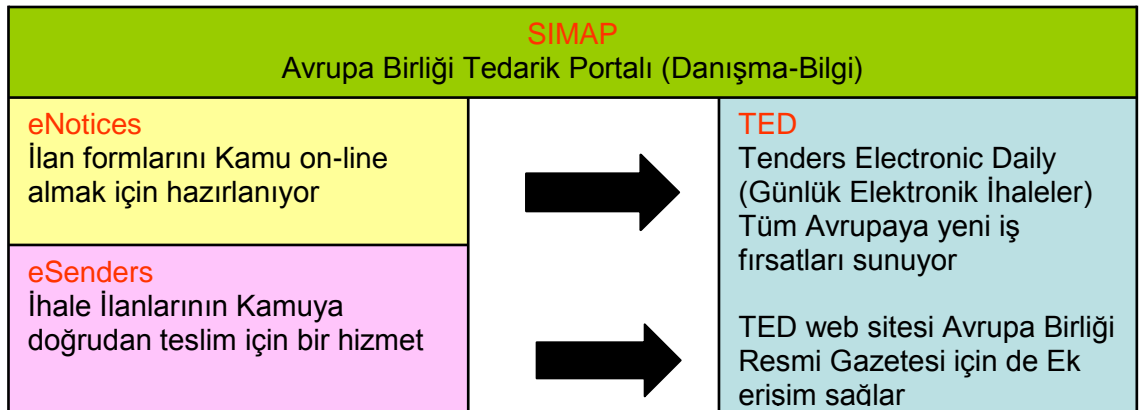 SIMAP
Avrupa Birliği Tedarik Portalı (Danışma-Bilgi)
eNotices
İlan formlarını Kamu on-line
almak için hazırlanıyor
eSenders
İhale İlanlarının Kamuya
doğrudan teslim için bir hizmet
TED
Tenders Electronic Daily
(Günlük Elektronik İhaleler)
Tüm Avrupaya yeni iş
fırsatları sunuyor
TED web sitesi Avrupa Birliği
Resmi Gazetesi için de Ek
erişim sağlar